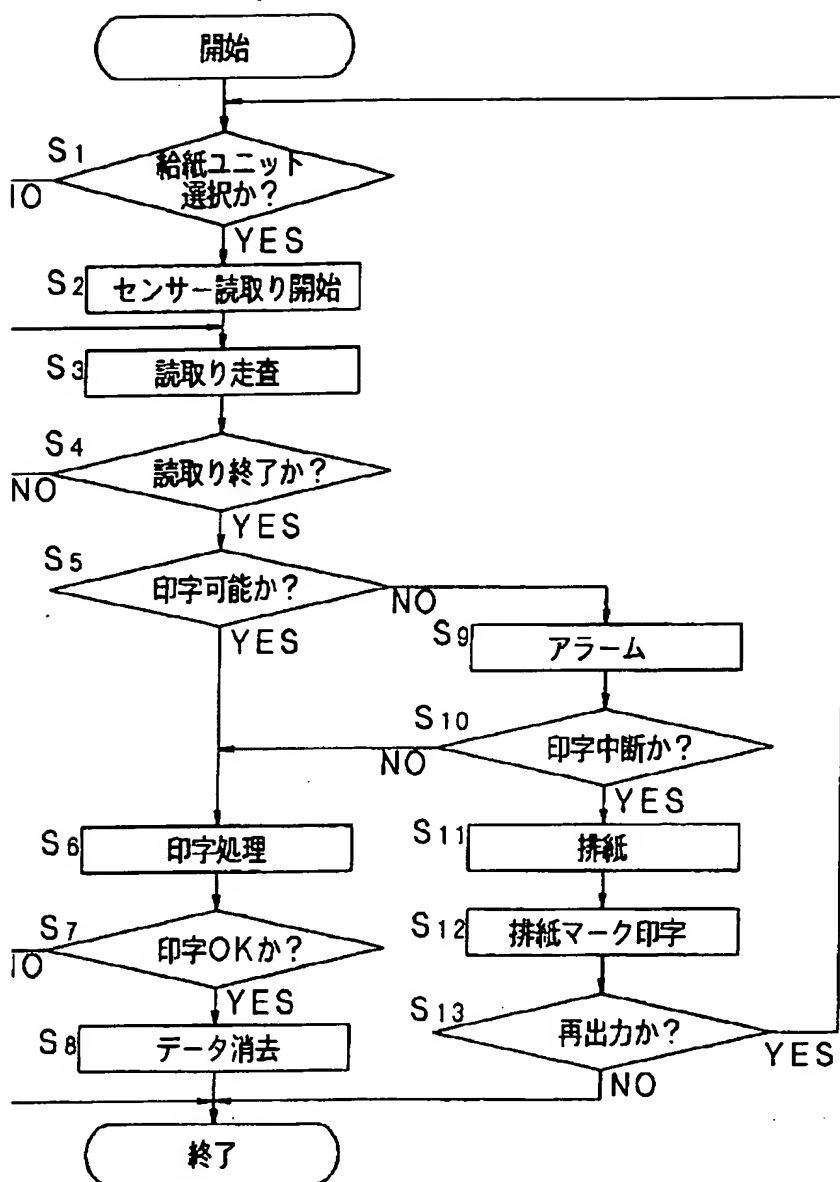 開始
S1
給紙ユニット
選択か?
YES
S2
センサー読取り開始
S3
読取り走査
S4
読取り終了か?
NO
YES
S5
印字可能か?
NO
YES
S9
アラーム
S10
印字中断か?
NO
YES
S6
印字処理
S11
排紙
S7
印字OKか?
YES
S12
排紙マーク印字
S8
データ消去
S13
再出力か?
YES
NO
終了